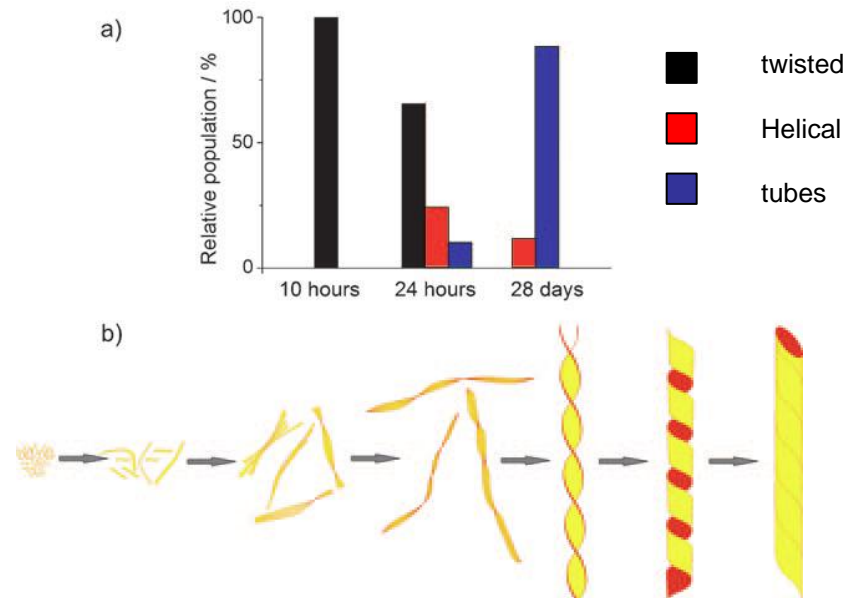 a)
Relative population / %
100
50
0
10 hours
24 hours
28 days
twisted
Helical
tubes
b)